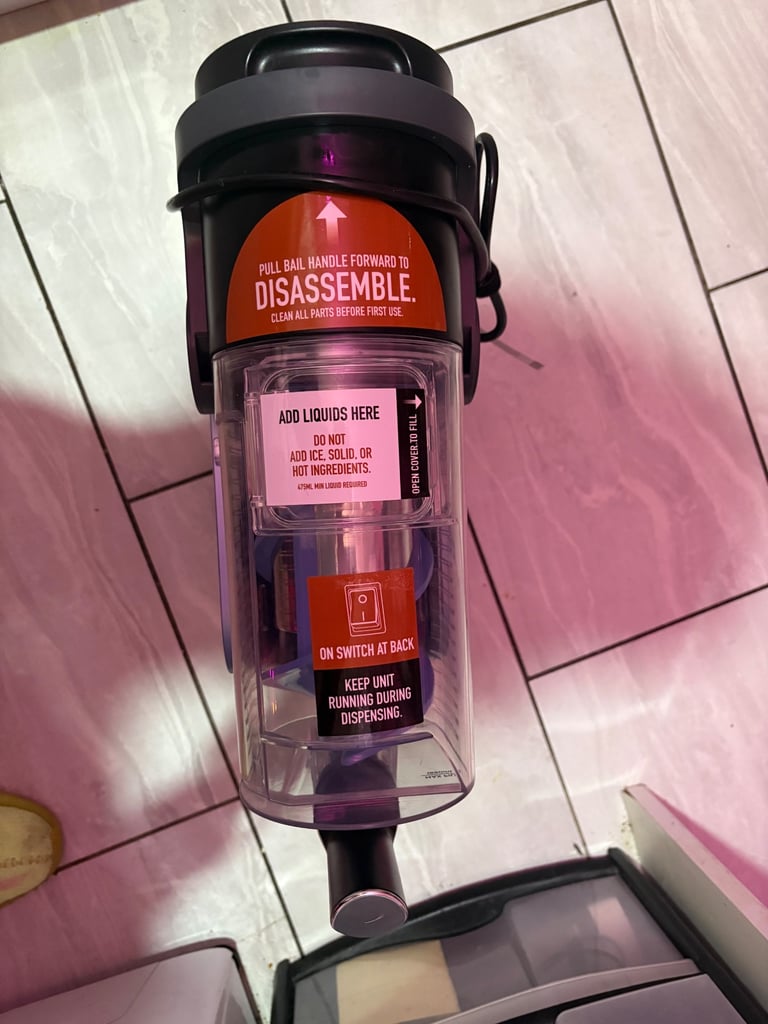 PULL BAIL HANDLE FORWARD TO
DISASSEMBLE.
CLEAN ALL PARTS BEFORE FIRST USE.
ADD LIQUIDS HERE
DO NOT
ADD ICE, SOLID, OR
HOT INGREDIENTS.
475ML MIN LIQUID REQUIRED
OPEN COVER TO FILL
ON SWITCH AT BACK
KEEP UNIT
RUNNING DURING
DISPENSING.